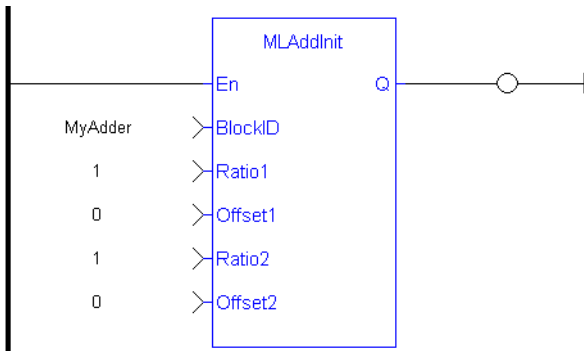 MLAddInit
En Q
MyAdder BlockID
1 Ratio1
0 Offset1
1 Ratio2
0 Offset2